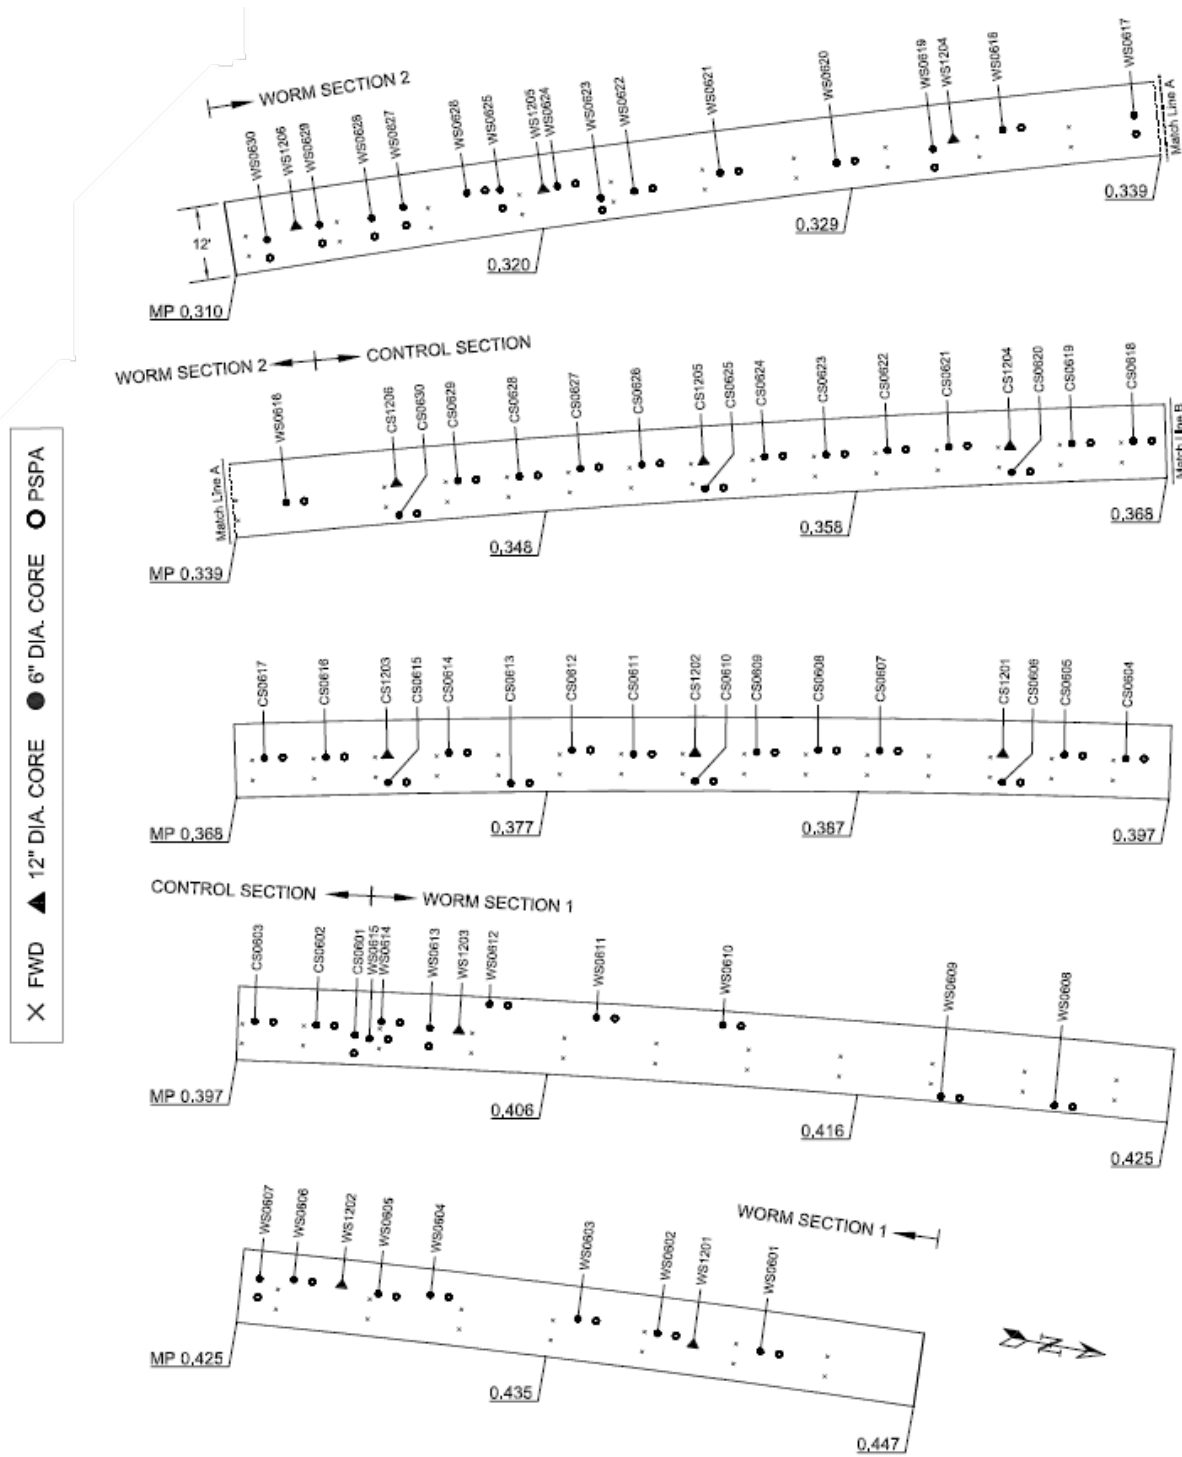 WORM SECTION 2
WS0630
WS1206
WS0629
WS0628
WS0627
WS0626
WS0625
WS1205
WS0624
WS0623
WS0622
WS0621
WS0620
WS0619
WS1204
WS0618
WS0617
Match Line A
12'
MP 0.310
0.320
0.329
0.339
WORM SECTION 2
CONTROL SECTION
Match Line A
WS0616
CS1206
CS0630
CS0629
CS0628
CS0627
CS0626
CS1205
CS0625
CS0624
CS0623
CS0622
CS0621
CS1204
CS0620
CS0619
CS0618
Match Line B
MP 0.339
0.348
0.358
0.368
CS0617
CS0616
CS1203
CS0615
CS0614
CS0613
CS0612
CS0611
CS1202
CS0610
CS0609
CS0608
CS0607
CS1201
CS0606
CS0605
CS0604
MP 0.368
0.377
0.387
0.397
CONTROL SECTION
WORM SECTION 1
CS0603
CS0602
CS0601
WS0615
WS0614
WS0613
WS1203
WS0612
WS0611
WS0610
WS0609
WS0608
MP 0.397
0.406
0.416
0.425
WORM SECTION 1
WS0607
WS0606
WS1202
WS0605
WS0604
WS0603
WS0602
WS1201
WS0601
MP 0.425
0.435
0.447
N
X FWD ▲ 12" DIA. CORE ● 6" DIA. CORE O PSPA